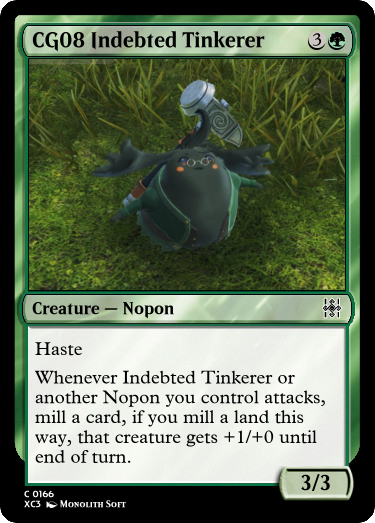 CG08 Indebted Tinkerer 3
Creature — Nopon
Haste
Whenever Indebted Tinkerer or
another Nopon you control attacks,
mill a card, if you mill a land this
way, that creature gets +1/+0 until
end of turn.
3/3
C 0166
XC3 Monolith Soft